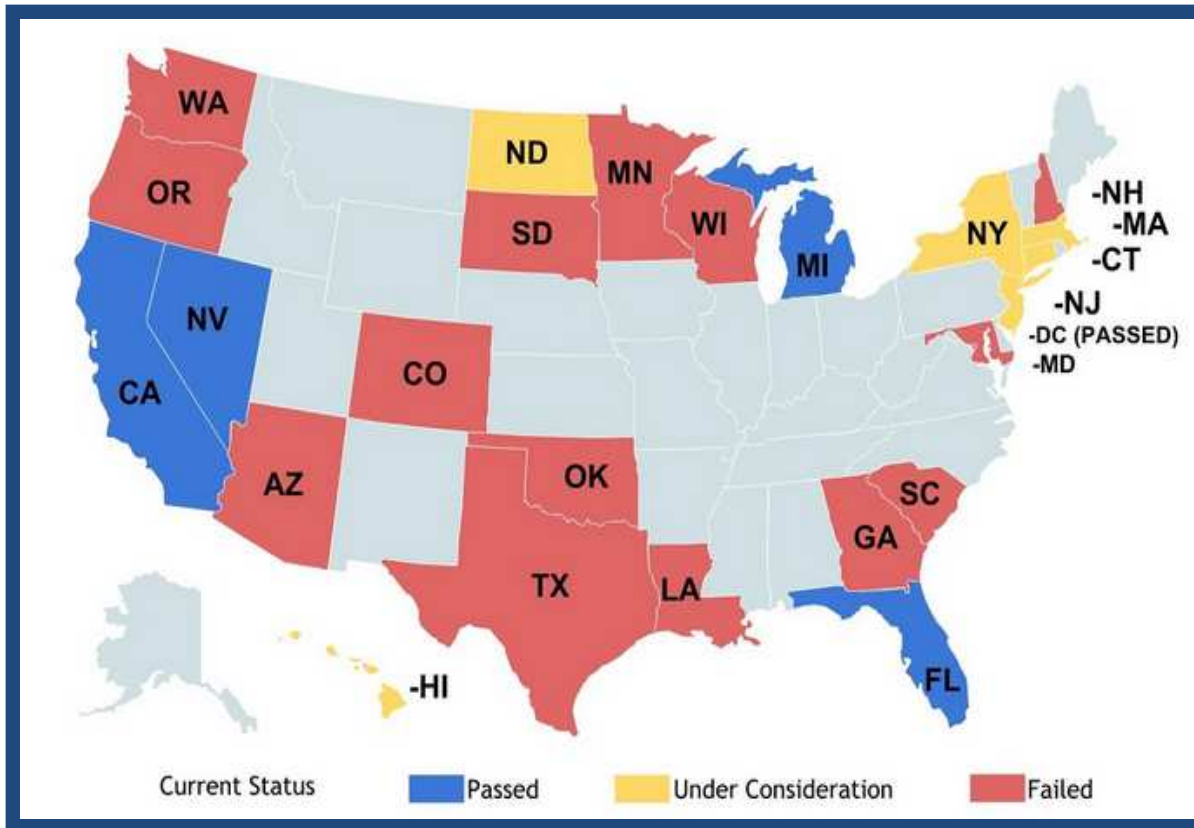 WA
OR
ND
MN
SD
WI
MI
NY
-NH
-MA
-CT
-NJ
-DC (PASSED)
-MD
NV
CA
CO
AZ
OK
TX
LA
SC
GA
FL
-HI
Current Status
Passed
Under Consideration
Failed